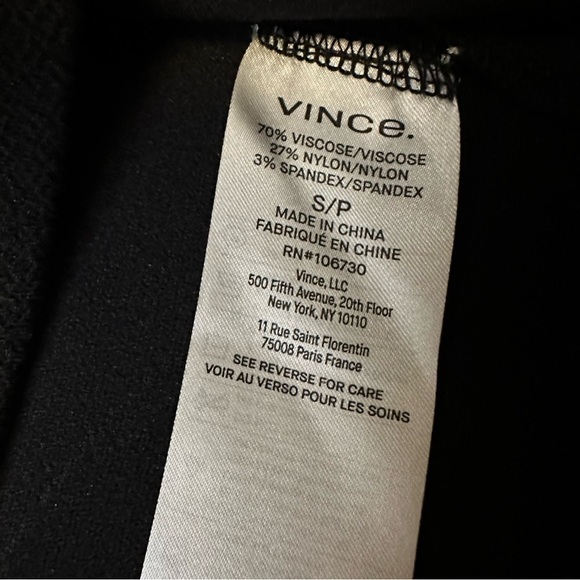 VINCe.
70% VISCOSE/VISCOSE
27% NYLON/NYLON
3% SPANDEX/SPANDEX
S/P
MADE IN CHINA
FABRIQUÉ EN CHINE
RN#106730
Vince, LLC
500 Fifth Avenue, 20th Floor
New York, NY 10110
11 Rue Saint Florentin
75008 Paris France
SEE REVERSE FOR CARE
VOIR AU VERSO POUR LES SOINS